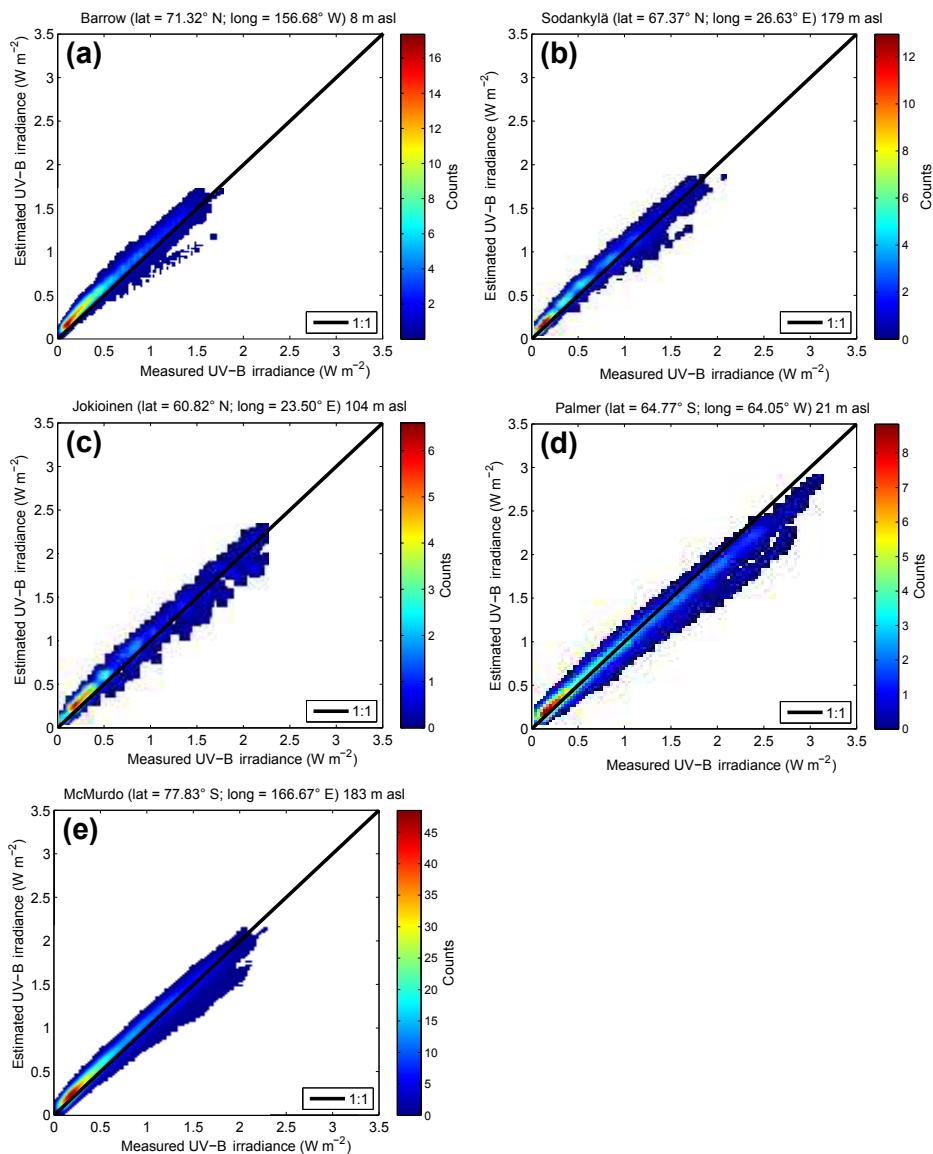 Barrow (lat = 71.32° N; long = 156.68° W) 8 m asl
(a)
Estimated UV−B irradiance (W m−2)
3.5
3
2.5
2
1.5
1
0.5
0
0 0.5 1 1.5 2 2.5 3 3.5
Measured UV−B irradiance (W m−2)
1:1
16
14
12
10
8
6
4
2
Counts
Sodankylä (lat = 67.37° N; long = 26.63° E) 179 m asl
(b)
Estimated UV−B irradiance (W m−2)
3.5
3
2.5
2
1.5
1
0.5
0
0 0.5 1 1.5 2 2.5 3 3.5
Measured UV−B irradiance (W m−2)
1:1
12
10
8
6
4
2
0
Counts
Jokioinen (lat = 60.82° N; long = 23.50° E) 104 m asl
(c)
Estimated UV−B irradiance (W m−2)
3.5
3
2.5
2
1.5
1
0.5
0
0 0.5 1 1.5 2 2.5 3 3.5
Measured UV−B irradiance (W m−2)
1:1
6
5
4
3
2
1
0
Counts
Palmer (lat = 64.77° S; long = 64.05° W) 21 m asl
(d)
Estimated UV−B irradiance (W m−2)
3.5
3
2.5
2
1.5
1
0.5
0
0 0.5 1 1.5 2 2.5 3 3.5
Measured UV−B irradiance (W m−2)
1:1
8
7
6
5
4
3
2
1
0
Counts
McMurdo (lat = 77.83° S; long = 166.67° E) 183 m asl
(e)
Estimated UV−B irradiance (W m−2)
3.5
3
2.5
2
1.5
1
0.5
0
0 0.5 1 1.5 2 2.5 3 3.5
Measured UV−B irradiance (W m−2)
1:1
45
40
35
30
25
20
15
10
5
0
Counts